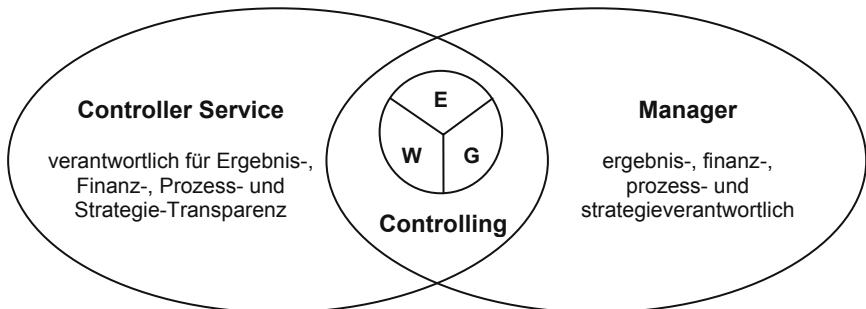 Controller Service
verantwortlich für Ergebnis-,
Finanz-, Prozess- und
Strategie-Transparenz
E
W
G
Controlling
Manager
ergebnis-, finanz-,
prozess- und
strategieverantwortlich